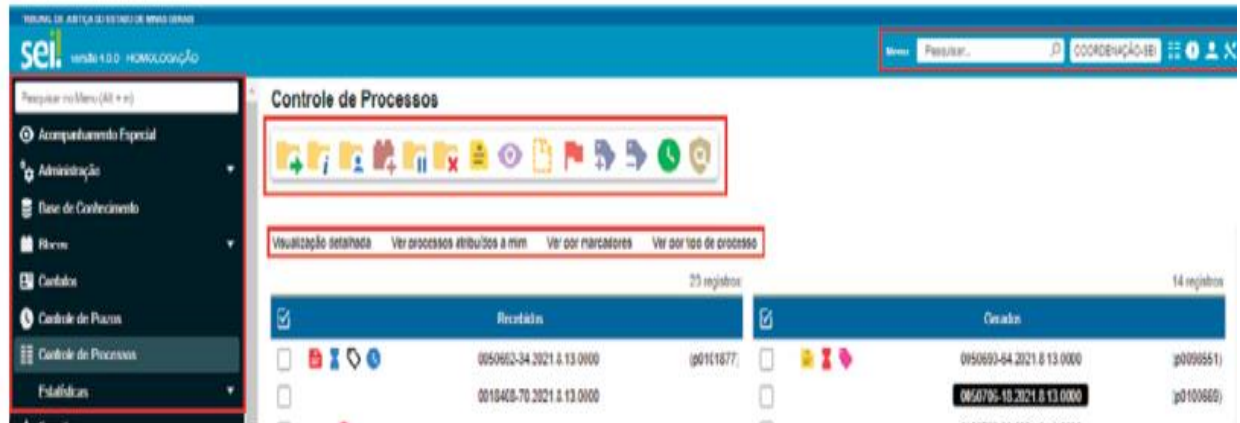 TRIBUNAL DE JUSTIÇA DO ESTADO DE MINAS GERAIS
sei! versão 4.0.0 HOMOLOGAÇÃO
Menu Pesquisar... COORDENAÇÃO-SEI
Pesquisar no Menu (Alt + m)
Acompanhamento Especial
Administração
Base de Conhecimento
Blocos
Contatos
Controle de Prazos
Controle de Processos
Estatísticas
Controle de Processos
Visualização detalhada Ver processos atribuídos a mim Ver por marcadores Ver por tipo de processo
23 registros:
Recebidos
0050692-34.2021.8.13.0000 (p0101877)
0018408-70.2021.8.13.0000
14 registros:
Gerados
0050693-64.2021.8.13.0000
0050706-18.2021.8.13.0000